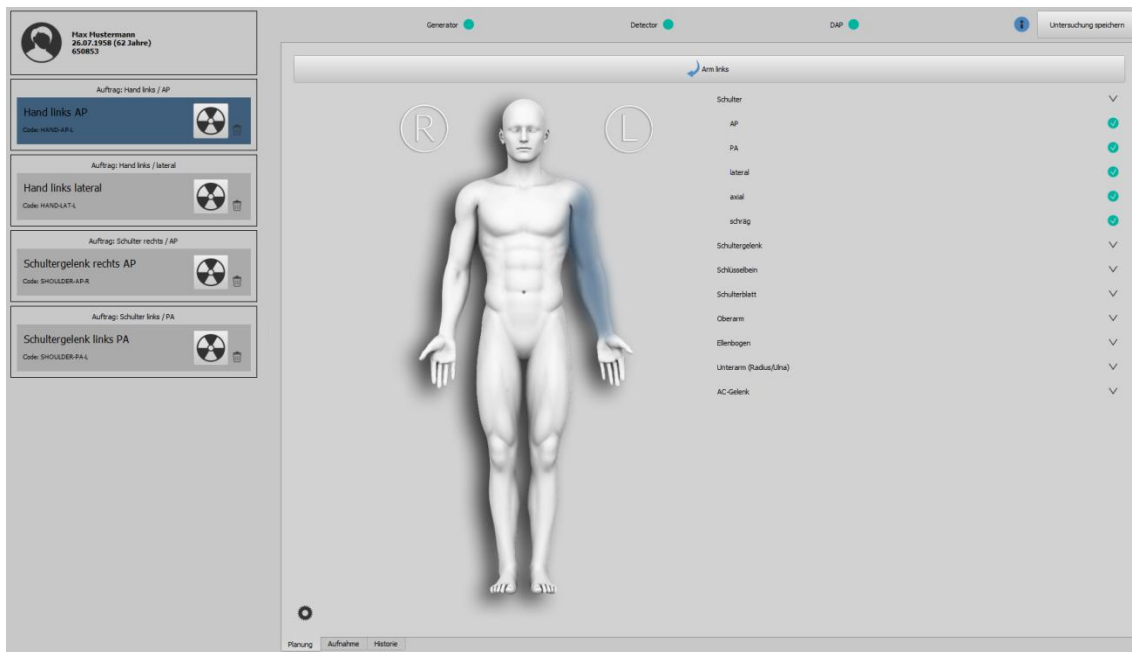 Max Mustermann
26.07.1958 (62 Jahre)
650853
Auftrag: Hand links / AP
Hand links AP
Code: HAND-AP-L
Auftrag: Hand links / lateral
Hand links lateral
Code: HAND-LAT-L
Auftrag: Schulter rechts / AP
Schultergelenk rechts AP
Code: SHOULDER-AP-R
Auftrag: Schulter links / PA
Schultergelenk links PA
Code: SHOULDER-PA-L
Generator
Detector
DAP
i
Untersuchung speichern
Arm links
R
L
Schulter
AP
PA
lateral
axial
schräg
Schultergelenk
Schlüsselbein
Schulterblatt
Oberarm
Ellenbogen
Unterarm (Radius/Ulna)
AC-Gelenk
Planung
Aufnahme
Historie